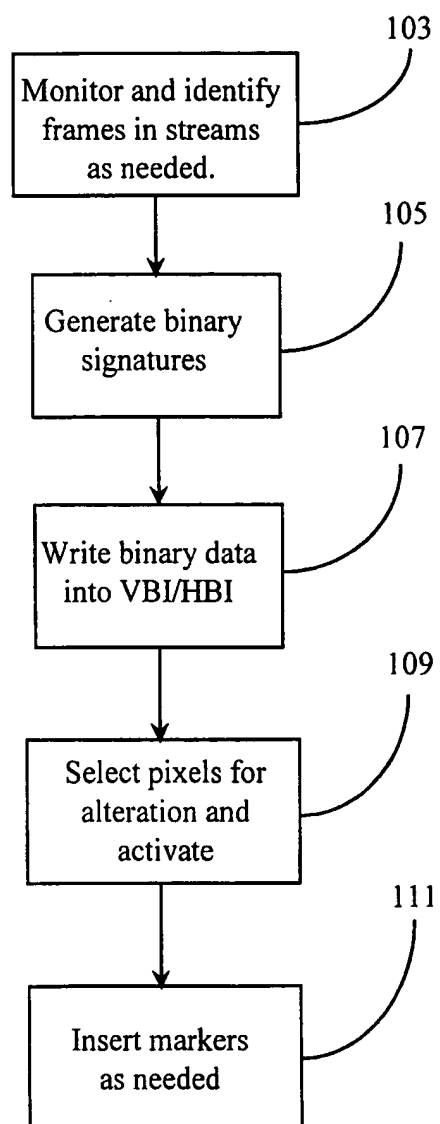 103
Monitor and identify
frames in streams
as needed.
105
Generate binary
signatures
107
Write binary data
into VBI/HBI
109
Select pixels for
alteration and
activate
111
Insert markers
as needed